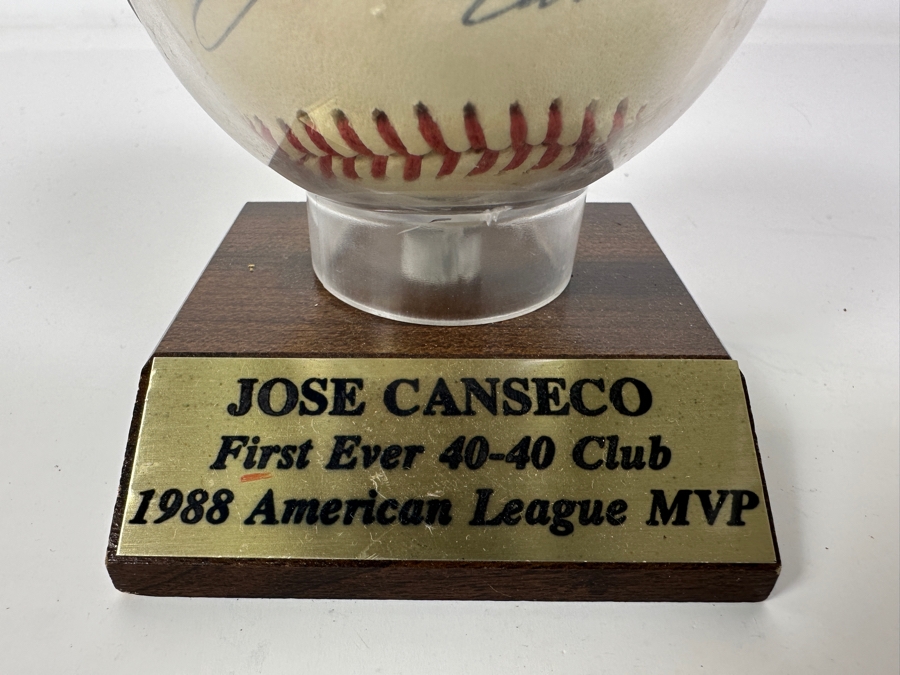 JOSE CANSECO
First Ever 40-40 Club
1988 American League MVP